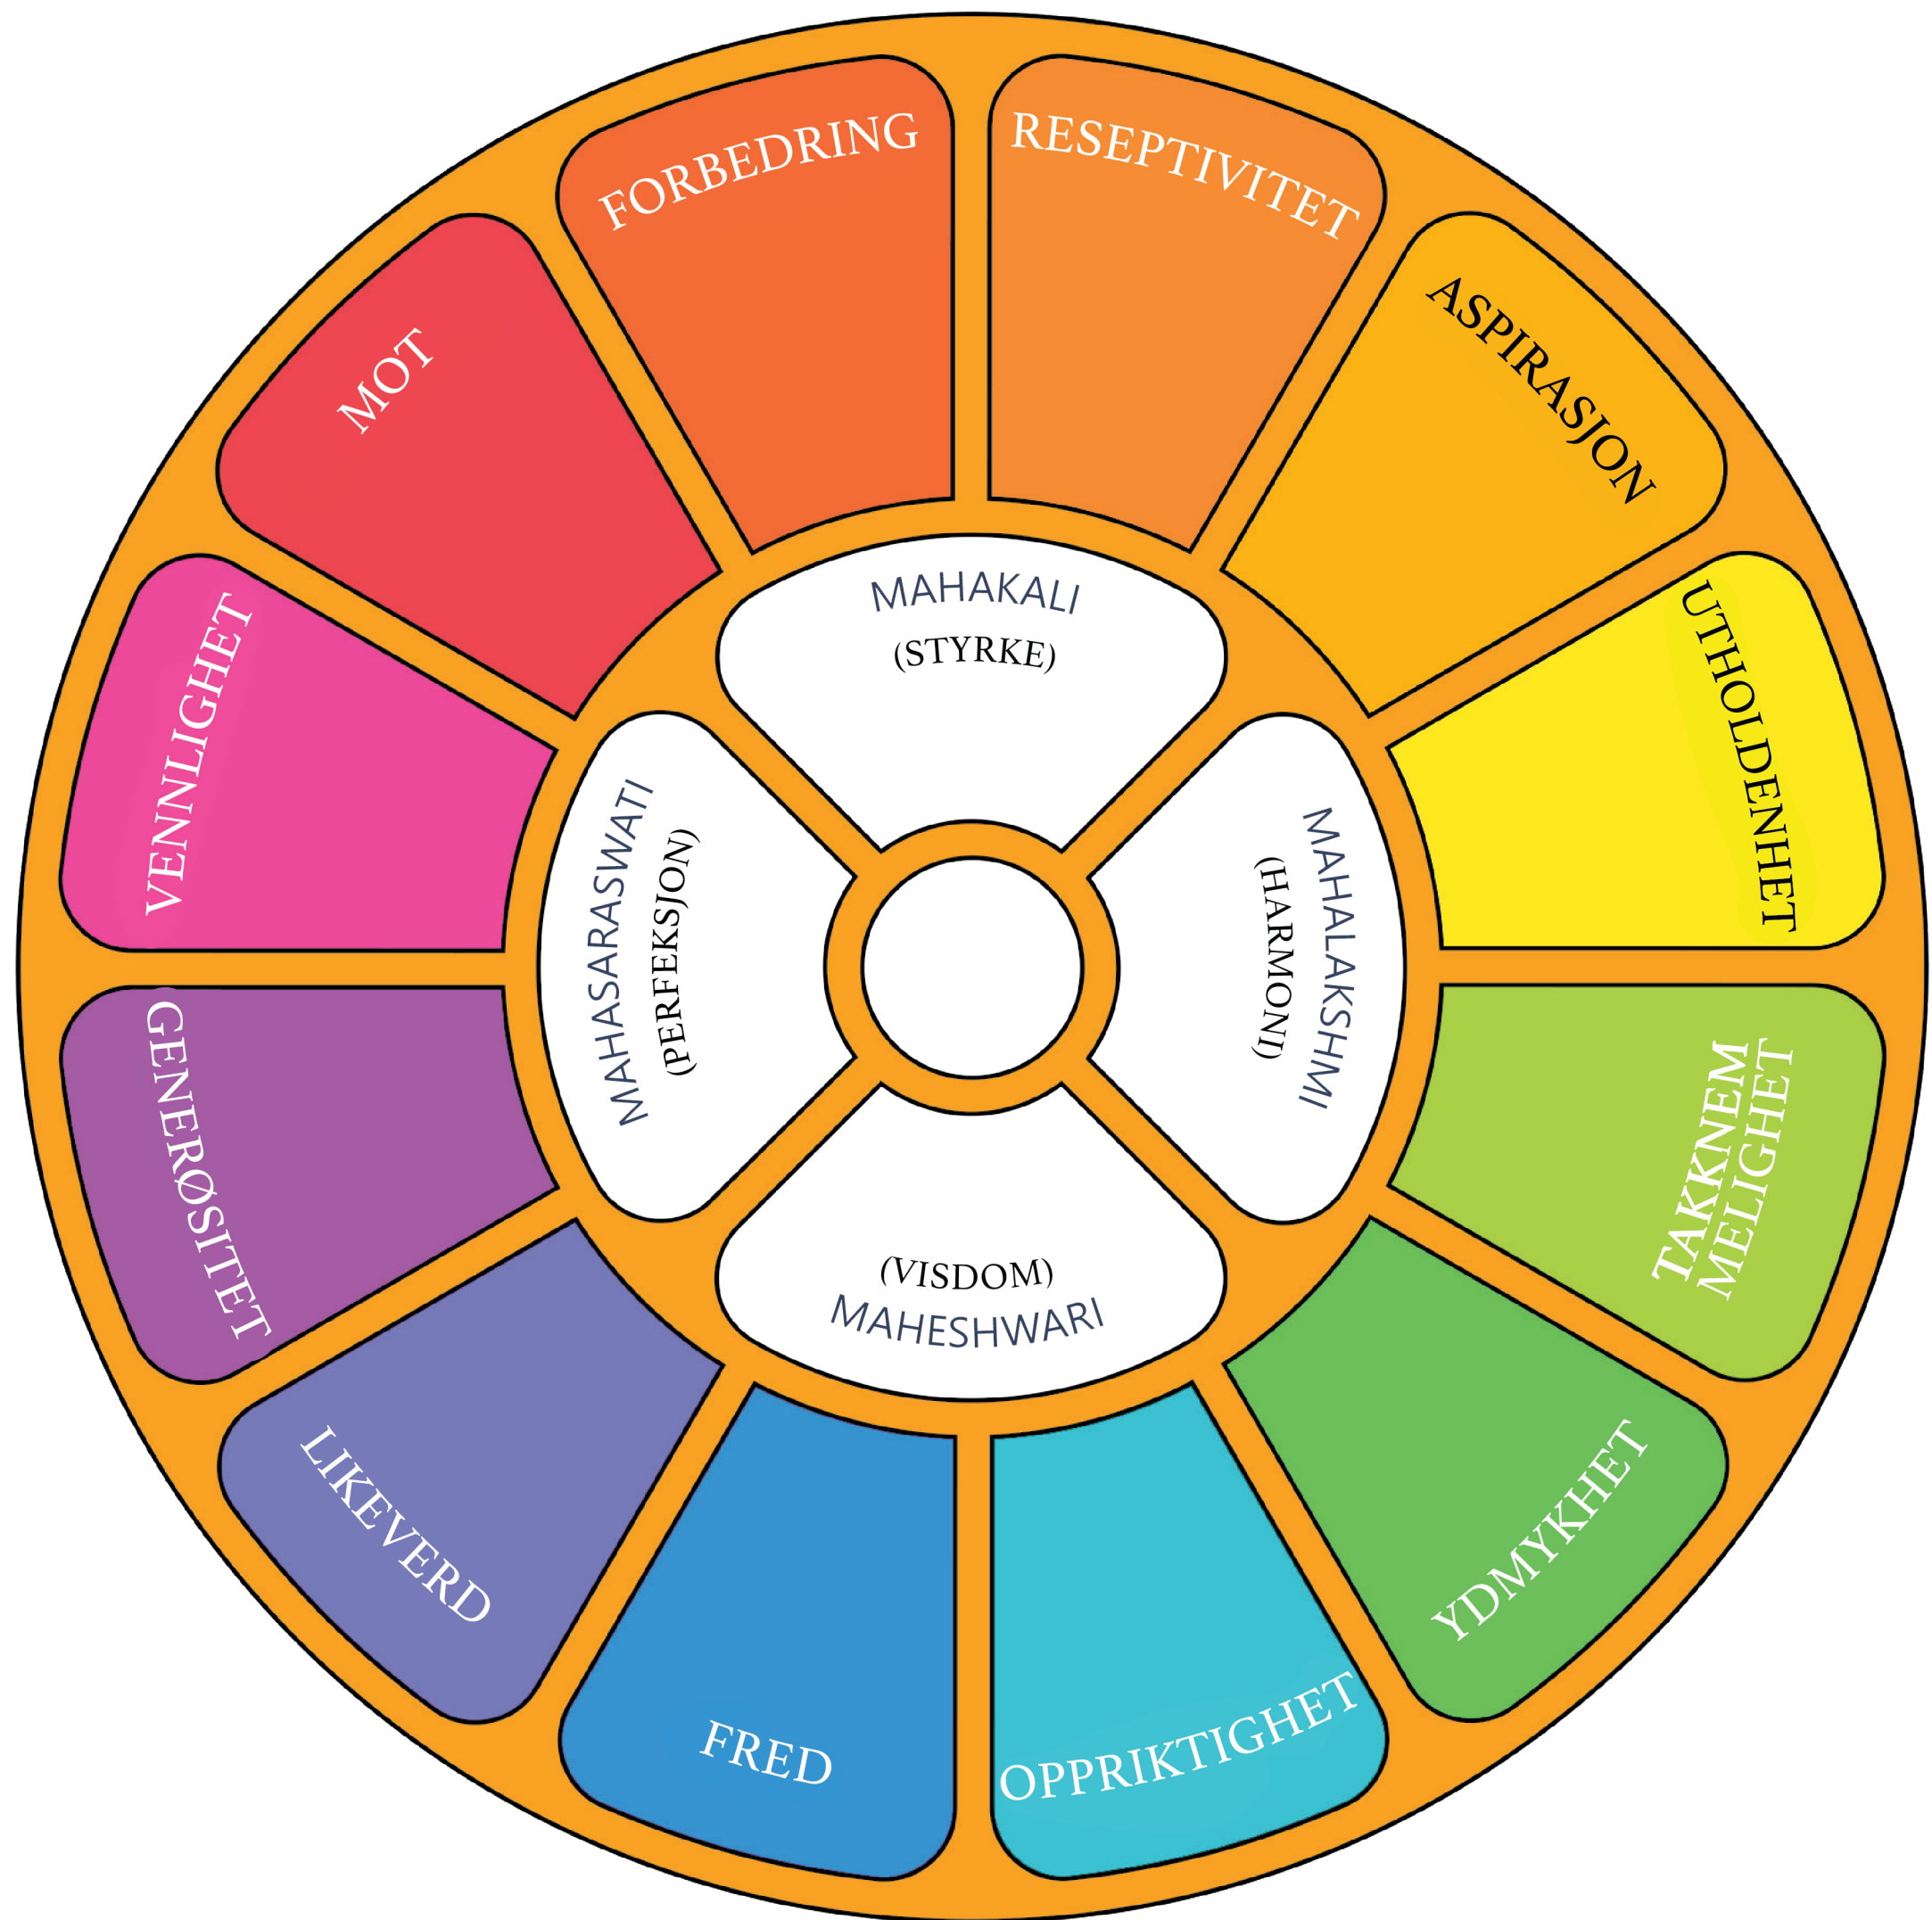 FORBEDRING
RESEPTIVITET
ASPIRASJON
UTHOLDENHET
TAKKNEM
MELIGHET
YDMYKHET
OPPRIKTIGHET
FRED
LIKEVERD
GENERØSITET
VENNLIGHET
MOT
MAHAKALI
(STYRKE)
MAHALAKSHMI
(HARMONI)
(VISDOM)
MAHESHWARI
MAHASARASWATI
(PERFEKSJON)